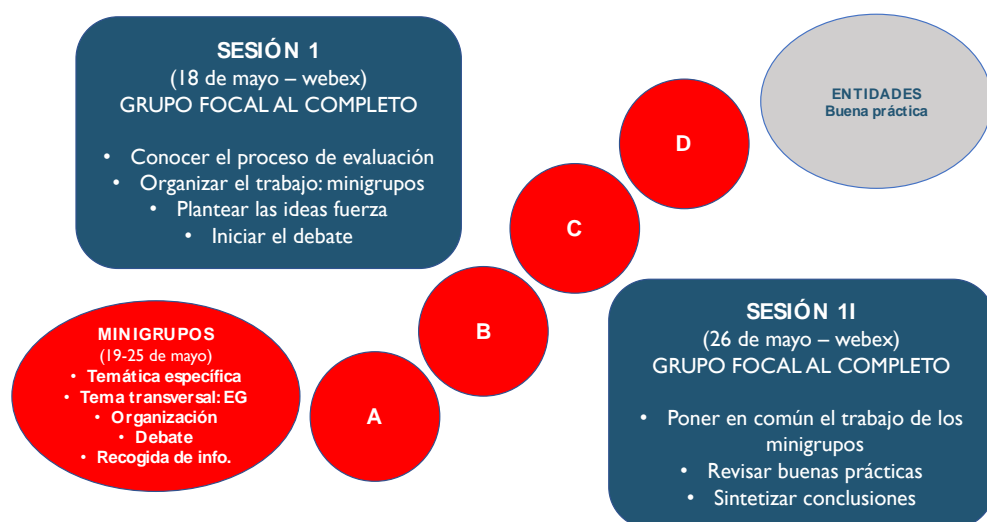 SESIÓN 1
(18 de mayo – webex)
GRUPO FOCAL AL COMPLETO
• Conocer el proceso de evaluación
• Organizar el trabajo: minigrupos
• Plantear las ideas fuerza
• Iniciar el debate
ENTIDADES
Buena práctica
D
C
B
A
MINIGRUPOS
(19-25 de mayo)
• Temática específica
• Tema transversal: EG
• Organización
• Debate
• Recogida de info.
SESIÓN 1I
(26 de mayo – webex)
GRUPO FOCAL AL COMPLETO
• Poner en común el trabajo de los
minigrupos
• Revisar buenas prácticas
• Sintetizar conclusiones